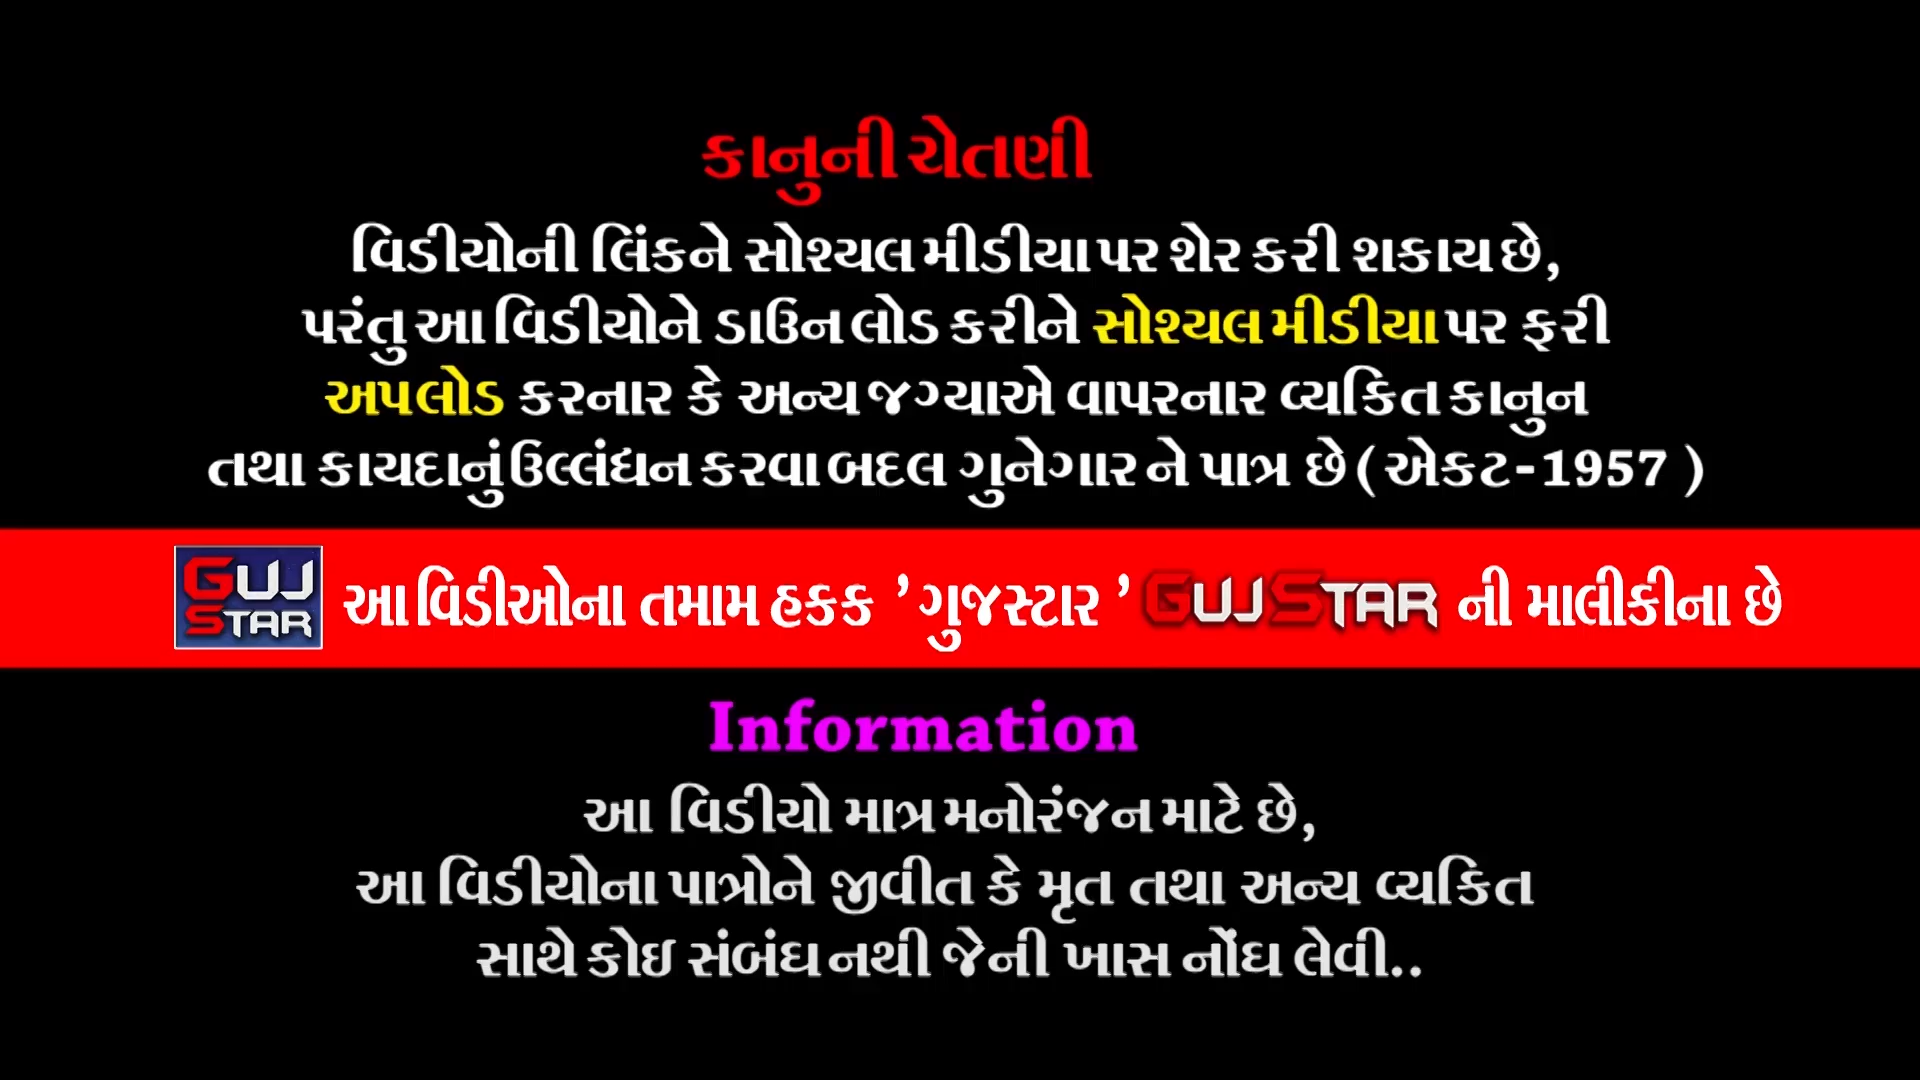 કાનુની ચેતણી
વિડીયોની લિંકને સોશ્યલ મીડીયા પર શેર કરી શકાય છે,
પરંતુ આ વિડીયોને ડાઉન લોડ કરીને સોશ્યલ મીડીયા પર ફરી
અપલોડ કરનાર કે અન્ય જગ્યાએ વાપરનાર વ્યકિત કાનુન
તથા કાયદાનું ઉલ્લંઘન કરવા બદલ ગુનેગાર ને પાત્ર છે ( એકટ-1957 )
GUJ STAR આ વિડીઓના તમામ હકક ’ ગુજસ્ટાર ’ GUJ STAR ની માલીકીના છે
Information
આ વિડીયો માત્ર મનોરંજન માટે છે,
આ વિડીયોના પાત્રોને જીવીત કે મૃત તથા અન્ય વ્યકિત
સાથે કોઇ સંબંઘ નથી જેની ખાસ નોંઘ લેવી..